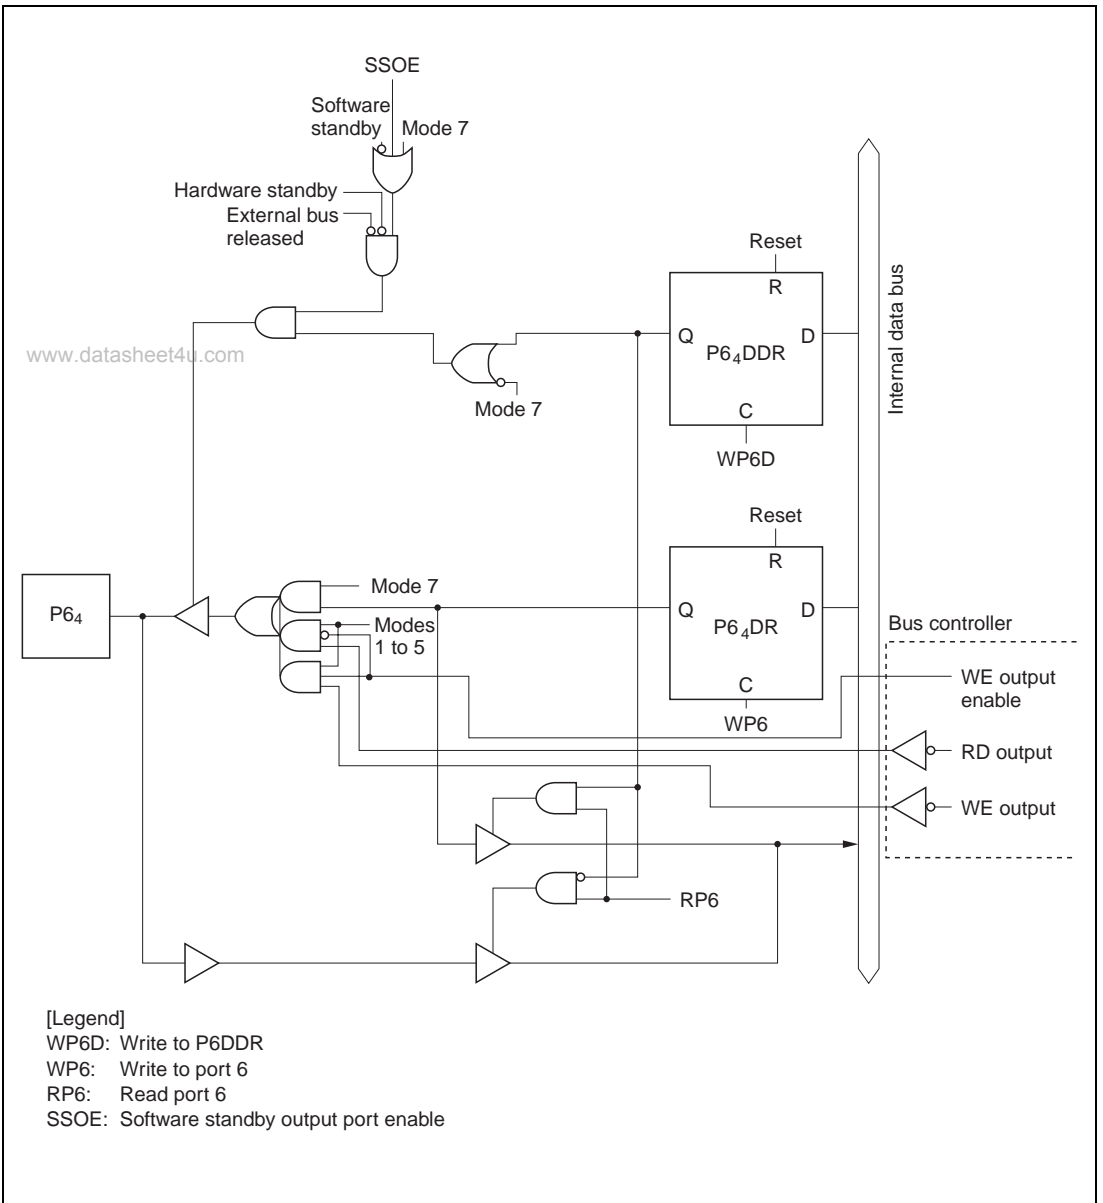 SSOE
Software
standby
Mode 7
Hardware standby
External bus
released
Reset
R
Q
D
P6₄DDR
C
WP6D
Internal data bus
www.datasheet4u.com
Mode 7
Reset
R
Q
D
P6₄DR
C
WP6
P6₄
Mode 7
Modes
1 to 5
Bus controller
WE output
enable
RD output
WE output
RP6
[Legend]
WP6D: Write to P6DDR
WP6: Write to port 6
RP6: Read port 6
SSOE: Software standby output port enable